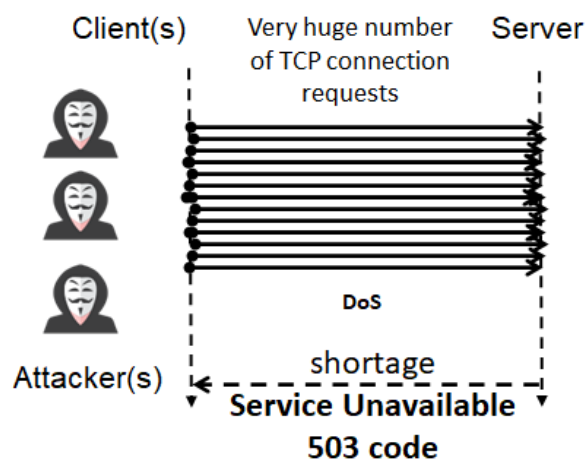 Client(s)
Very huge number
of TCP connection
requests
Server
DoS
shortage
Attacker(s)
Service Unavailable
503 code